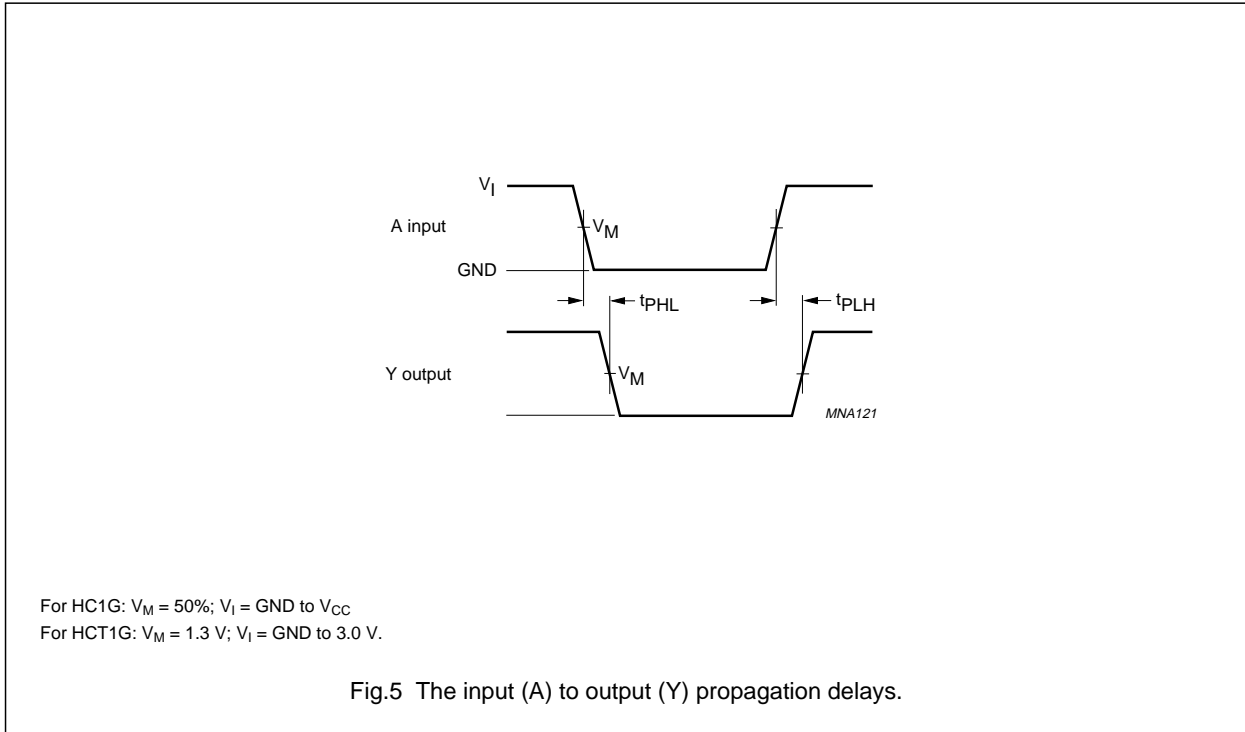 V_I
A input
V_M
GND
t_PHL
t_PLH
Y output
V_M
MNA121
For HC1G: V_M = 50%; V_I = GND to V_CC
For HCT1G: V_M = 1.3 V; V_I = GND to 3.0 V.
Fig.5 The input (A) to output (Y) propagation delays.